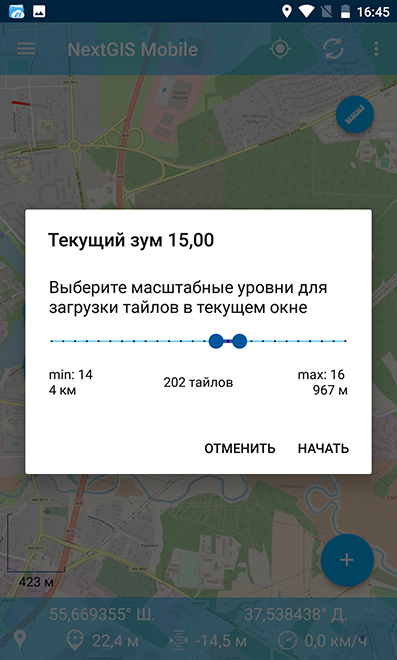 16:45
NextGIS Mobile
Текущий зум 15,00
Выберите масштабные уровни для
загрузки тайлов в текущем окне
min: 14
202 тайлов
max: 16
4 км
967 м
ОТМЕНИТЬ НАЧАТЬ
423 м
55,669355° Ш. 37,538438° Д.
22,4 м -14,5 м 0,0 км/ч